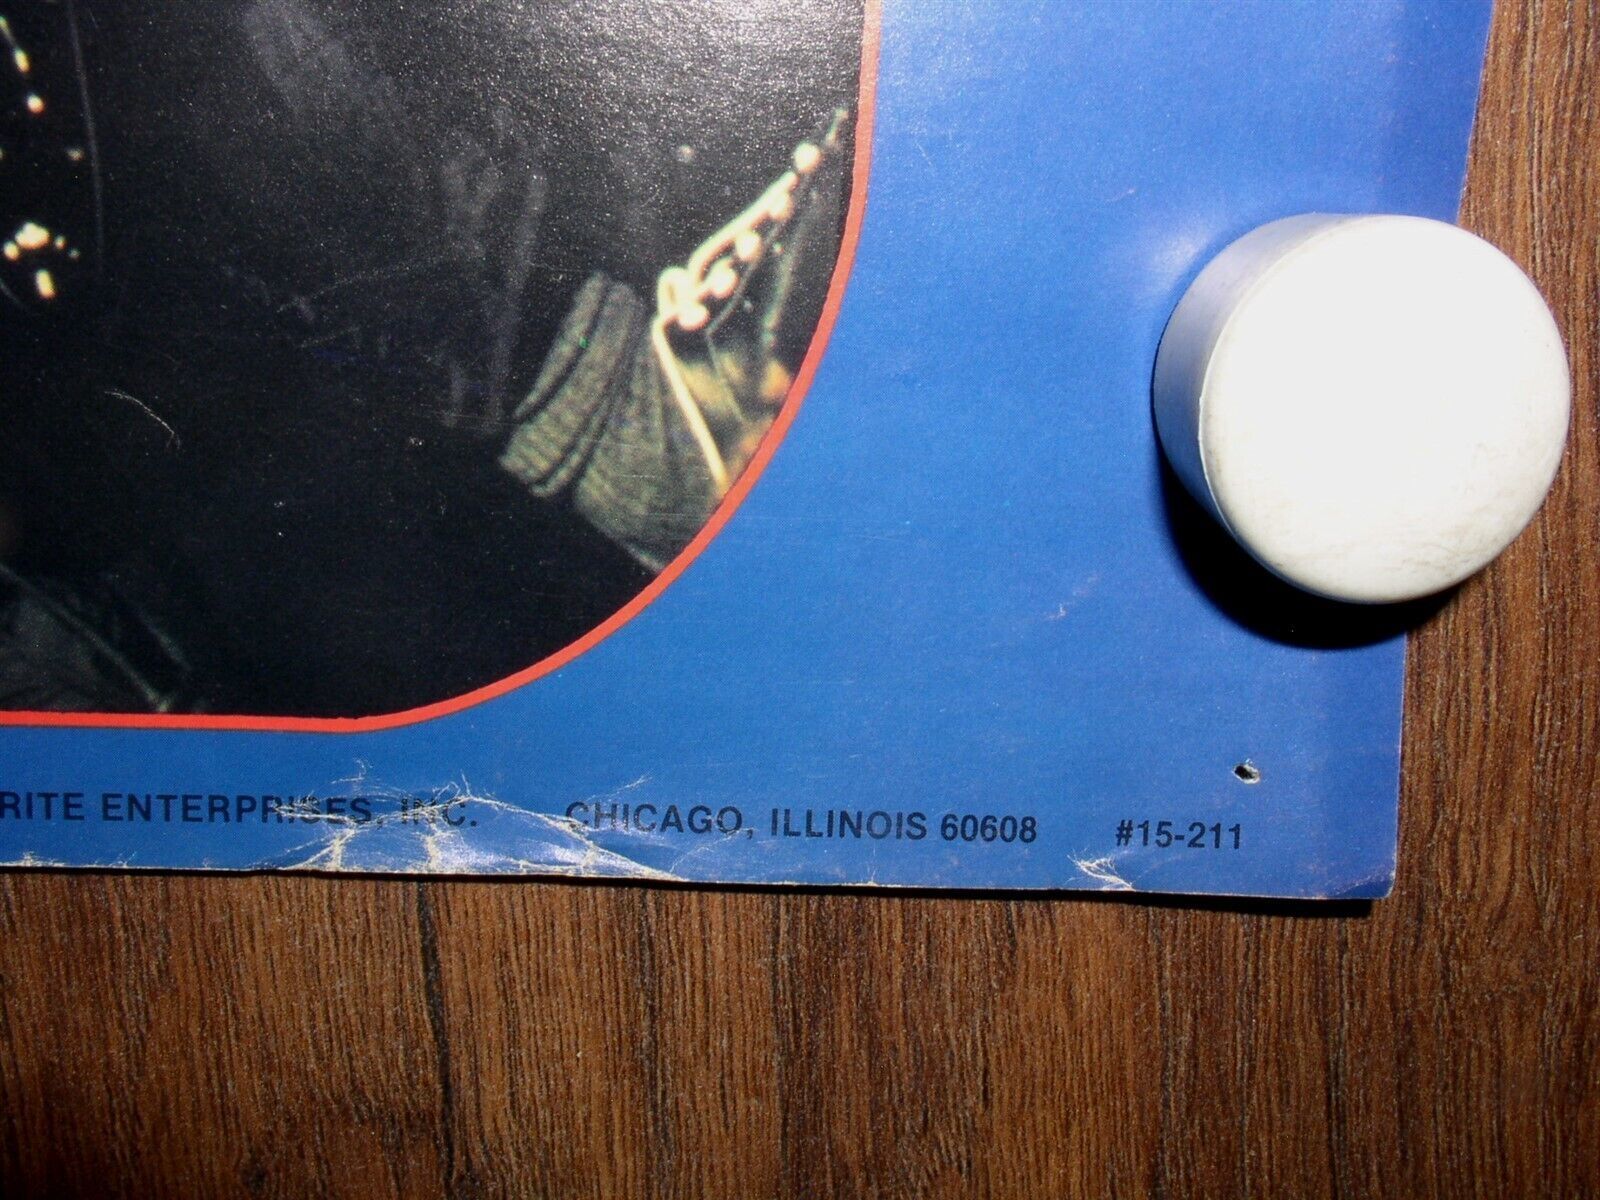 RITE ENTERPRISES, INC. CHICAGO, ILLINOIS 60608 #15-211